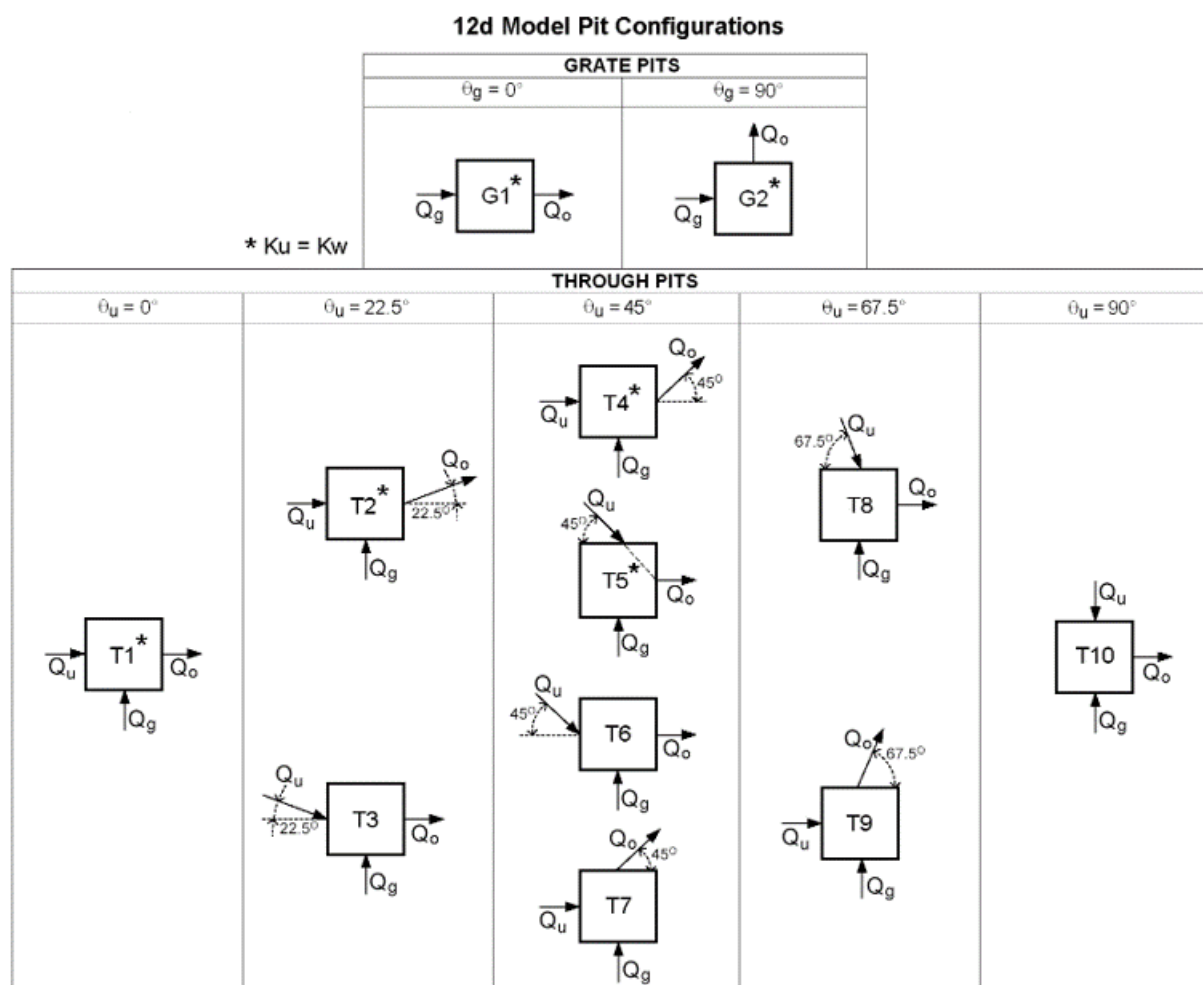 12d Model Pit Configurations
GRATE PITS
θg = 0°
θg = 90°
Qg
G1*
Qo
Qo
Qg
G2*
* Ku = Kw
THROUGH PITS
θu = 0°
θu = 22.5°
θu = 45°
θu = 67.5°
θu = 90°
Qu
T1*
Qo
Qg
Qo
Qu
T2*
22.5°
Qg
Qu
22.5°
T3
Qo
Qg
Qo
45°
Qu
T4*
Qg
Qu
45°
T5*
Qo
Qg
Qu
45°
T6
Qo
Qg
Qo
45°
Qu
T7
Qg
Qu
67.5°
T8
Qo
Qg
Qo
67.5°
Qu
T9
Qg
Qu
T10
Qo
Qg